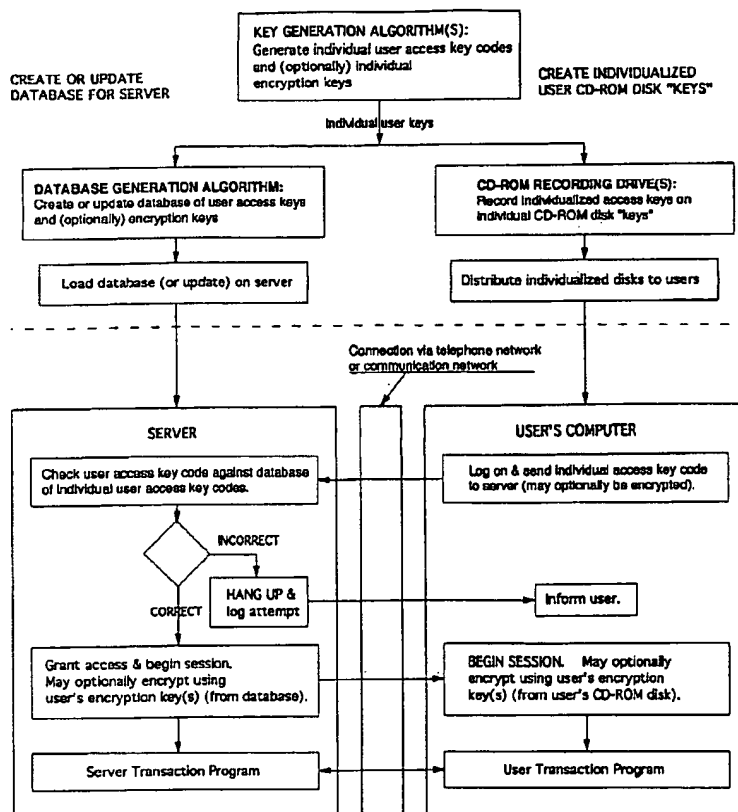 KEY GENERATION ALGORITHM(S):
Generate individual user access key codes
and (optionally) individual
encryption keys
CREATE OR UPDATE
DATABASE FOR SERVER
CREATE INDIVIDUALIZED
USER CD-ROM DISK "KEYS"
Individual user keys
DATABASE GENERATION ALGORITHM:
Create or update database of user access keys
and (optionally) encryption keys
CD-ROM RECORDING DRIVE(S):
Record individualized access keys on
individual CD-ROM disk "keys"
Load database (or update) on server
Distribute individualized disks to users
Connection via telephone network
or communication network
SERVER
USER'S COMPUTER
Check user access key code against database
of individual user access key codes.
Log on & send individual access key code
to server (may optionally be encrypted).
INCORRECT
HANG UP &
log attempt
Inform user.
CORRECT
Grant access & begin session.
May optionally encrypt using
user's encryption key(s) (from database).
BEGIN SESSION. May optionally
encrypt using user's encryption
key(s) (from user's CD-ROM disk).
Server Transaction Program
User Transaction Program